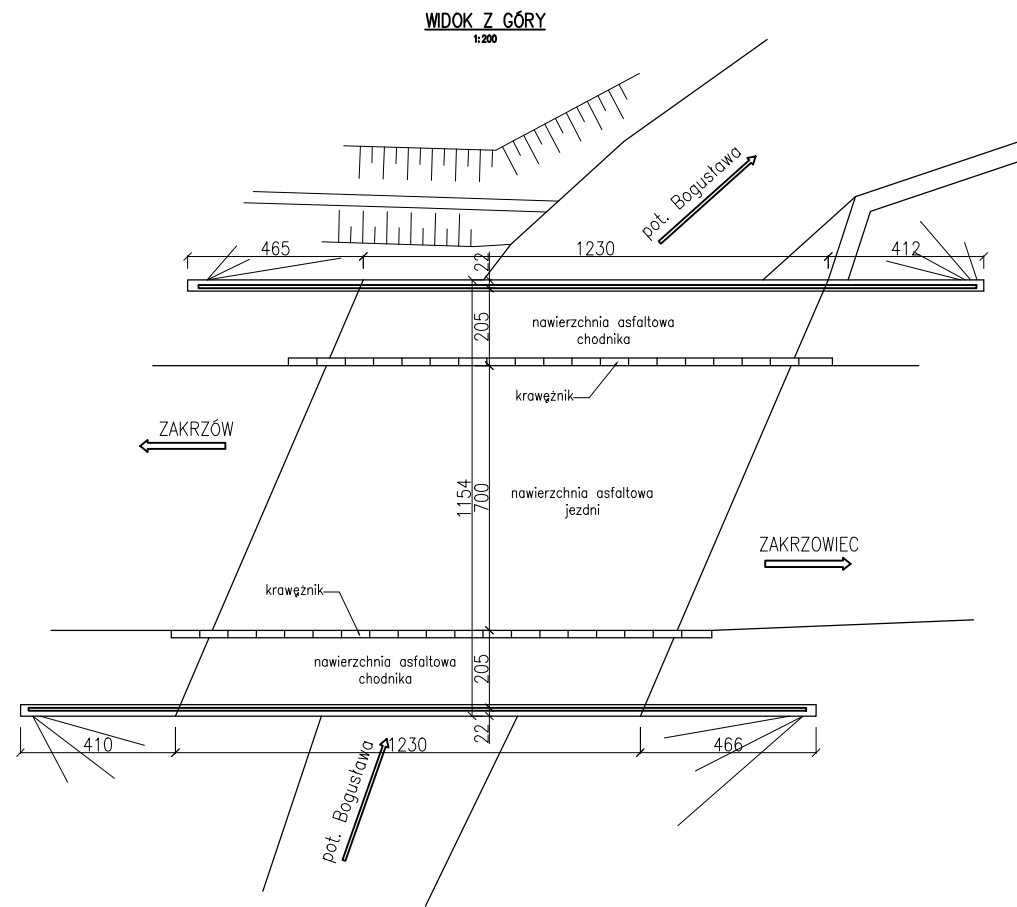 WIDOK Z GÓRY
1:200
pot. Bogusława
465
1230
412
22
205
nawierzchnia asfaltowa
chodnika
krawężnik
ZAKRZÓW
1154
700
nawierzchnia asfaltowa
jezdni
ZAKRZOWIEC
krawężnik
nawierzchnia asfaltowa
chodnika
205
22
410
1230
466
pot. Bogusława